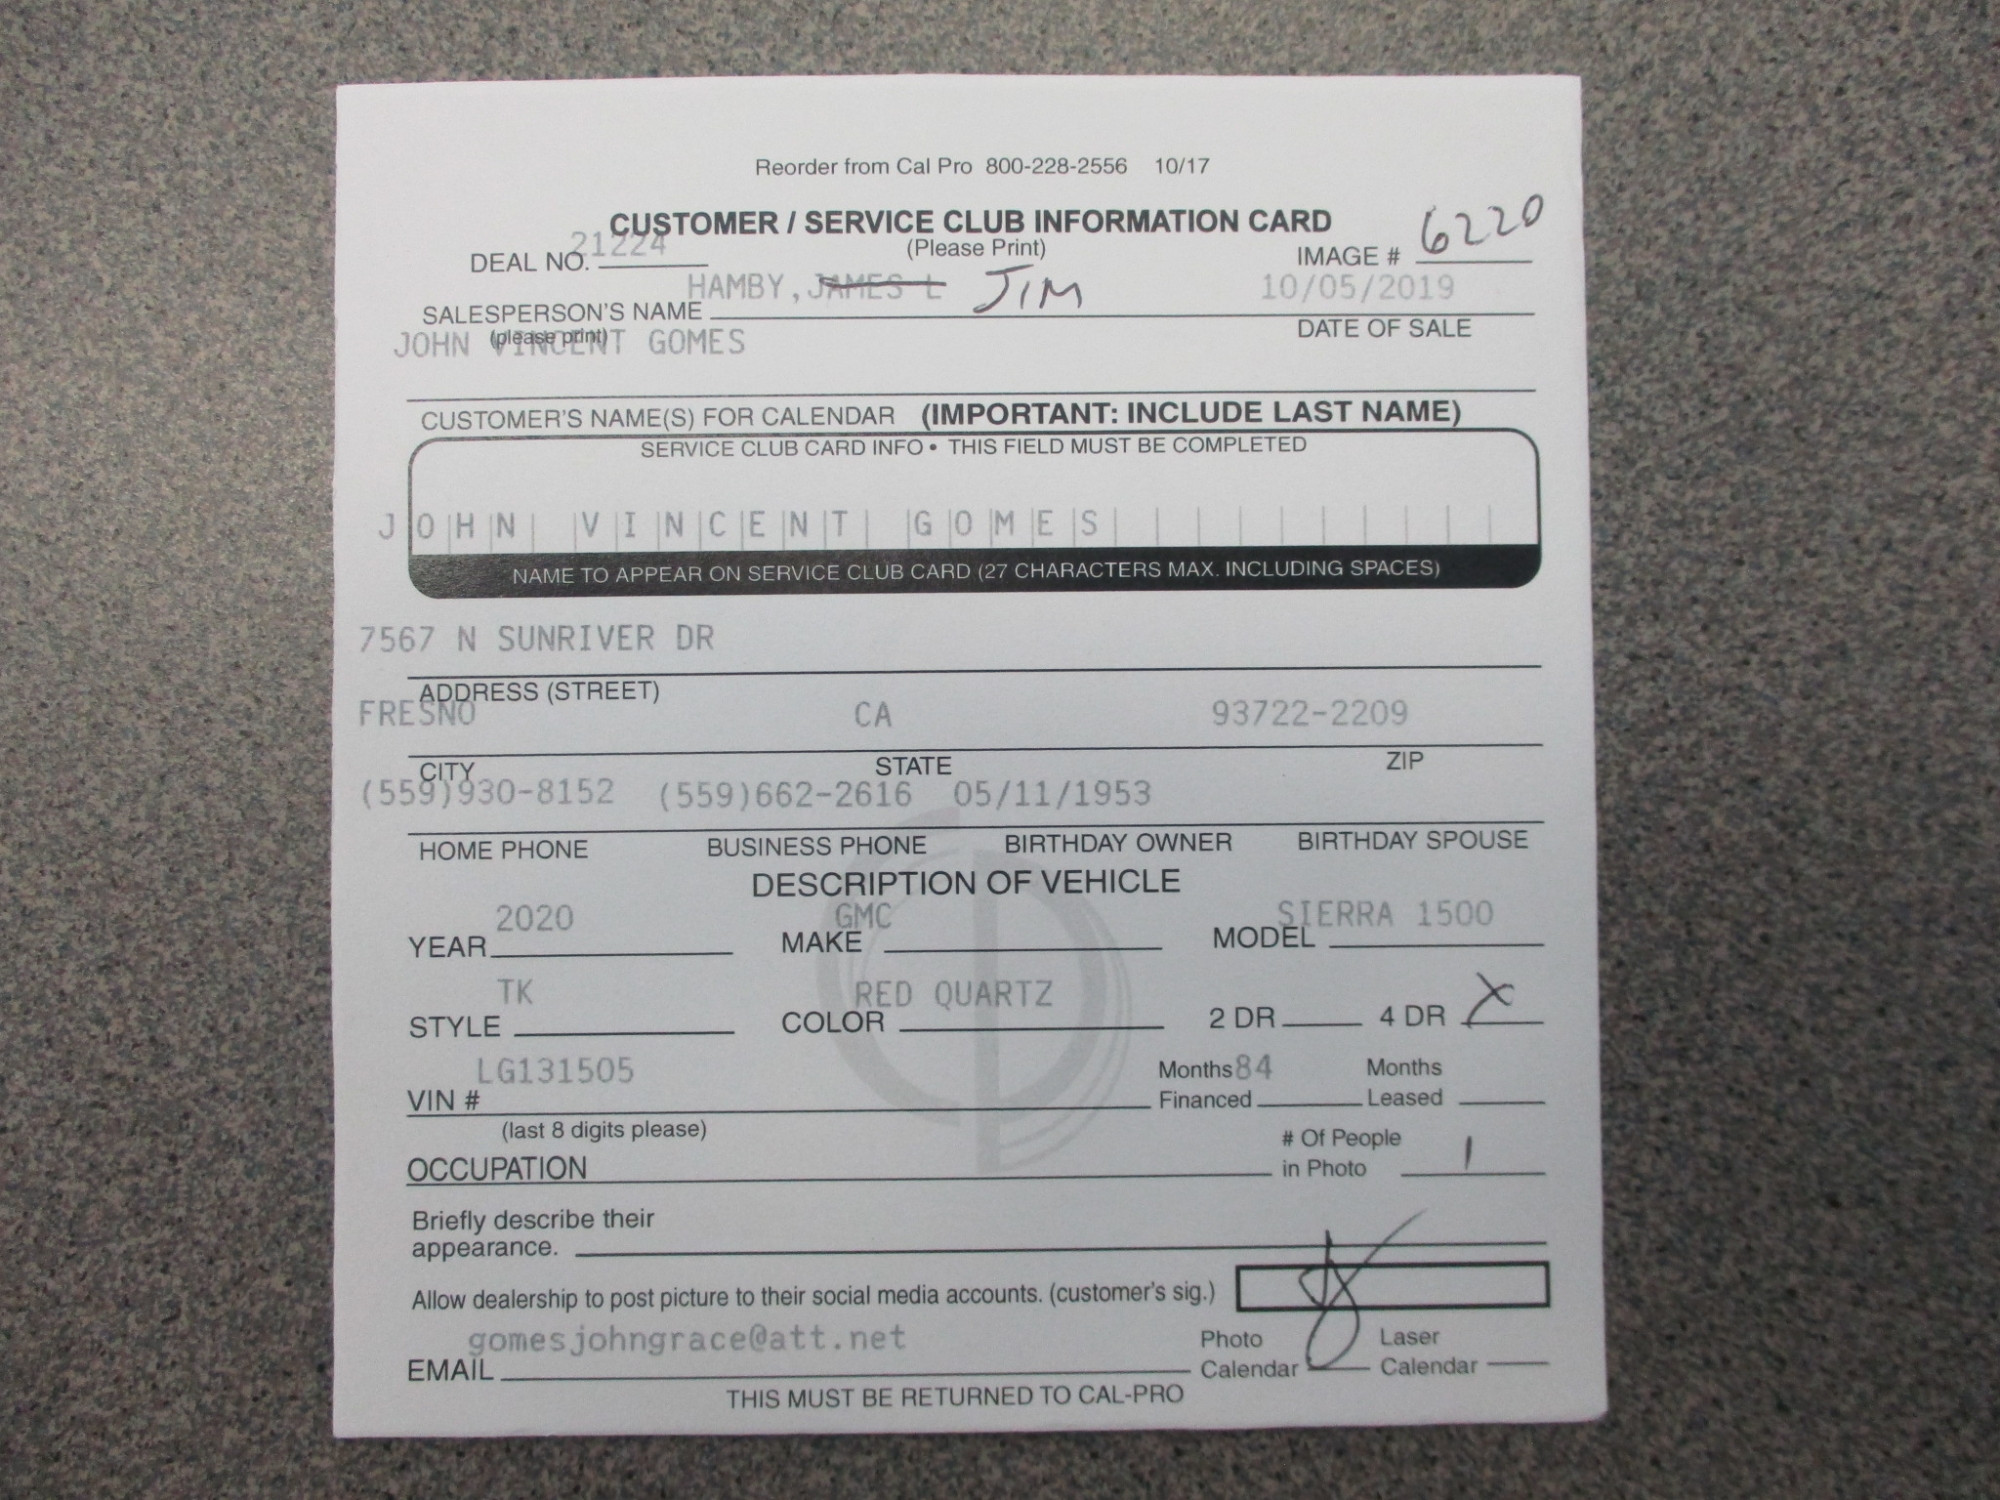 Reorder from Cal Pro 800-228-2556 10/17
CUSTOMER / SERVICE CLUB INFORMATION CARD
DEAL NO. 21224 (Please Print) IMAGE # 6220
SALESPERSON'S NAME HAMBY, JAMES L JIM 10/05/2019
(please print) DATE OF SALE
JOHN VINCENT GOMES
CUSTOMER'S NAME(S) FOR CALENDAR (IMPORTANT: INCLUDE LAST NAME)
SERVICE CLUB CARD INFO • THIS FIELD MUST BE COMPLETED
JOHN VINCENT GOMES
NAME TO APPEAR ON SERVICE CLUB CARD (27 CHARACTERS MAX. INCLUDING SPACES)
7567 N SUNRIVER DR
ADDRESS (STREET)
FRESNO CA 93722-2209
CITY STATE ZIP
(559)930-8152 (559)662-2616 05/11/1953
HOME PHONE BUSINESS PHONE BIRTHDAY OWNER BIRTHDAY SPOUSE
DESCRIPTION OF VEHICLE
YEAR 2020 MAKE GMC MODEL SIERRA 1500
STYLE TK COLOR RED QUARTZ 2 DR 4 DR X
VIN # LG131505 Months Financed 84 Months Leased
(last 8 digits please)
OCCUPATION # Of People in Photo 1
Briefly describe their
appearance.
Allow dealership to post picture to their social media accounts. (customer's sig.)
EMAIL gomesjohngrace@att.net Photo Calendar Laser Calendar
THIS MUST BE RETURNED TO CAL-PRO